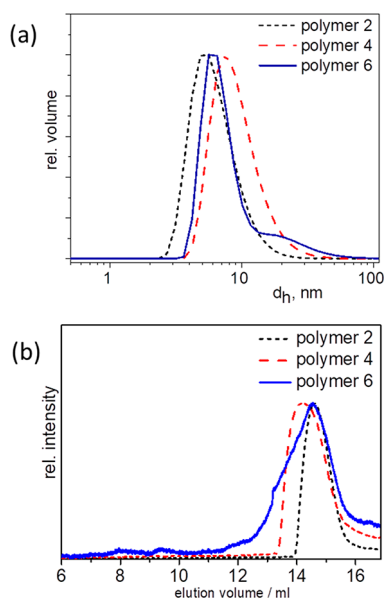 (a)
polymer 2
polymer 4
polymer 6
rel. volume
1 10 100
dh, nm
(b)
polymer 2
polymer 4
polymer 6
rel. intensity
6 8 10 12 14 16
elution volume / ml